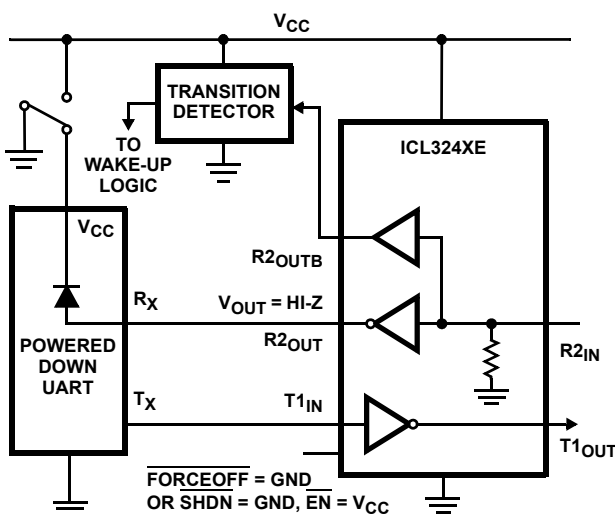 VCC
TRANSITION
DETECTOR
TO
WAKE-UP
LOGIC
ICL324XE
VCC
R2OUTB
RX
VOUT = HI-Z
POWERED
DOWN
UART
R2OUT
R2IN
TX
T1IN
T1OUT
FORCEOFF = GND
OR SHDN = GND, EN = VCC